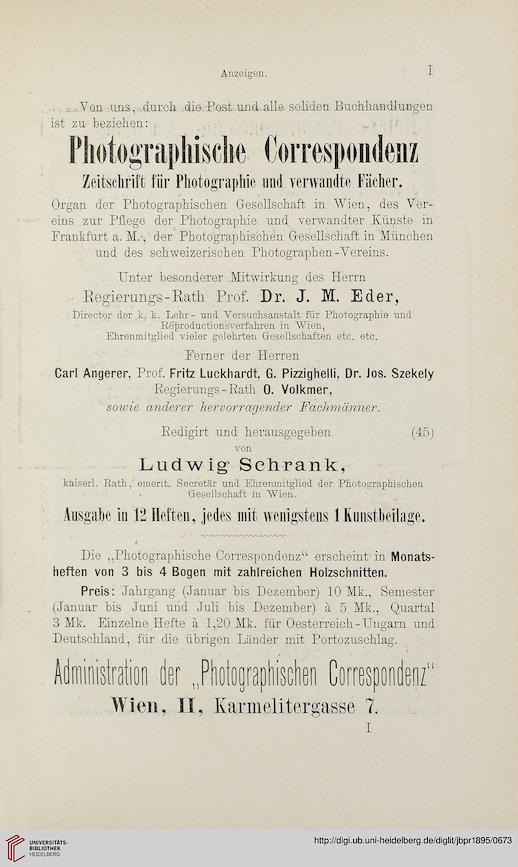 Anzeigen.
I
Von uns, durch die Post und alle soliden Buchhandlungen
ist zu beziehen:
Photographische Correspondenz
Zeitschrift für Photographie und verwandte Fächer.
Organ der Photographischen Gesellschaft in Wien, des Ver-
eins zur Pflege der Photographie und verwandter Künste in
Frankfurt a. M., der Photographischen Gesellschaft in München
und des schweizerischen Photographen-Vereins.
Unter besonderer Mitwirkung des Herrn
Regierungs-Rath Prof. Dr. J. M. Eder,
Director der k. k. Lehr- und Versuchsanstalt für Photographie und
Reproductionsverfahren in Wien,
Ehrenmitglied vieler gelehrten Gesellschaften etc. etc.
Ferner der Herren
Carl Angerer, Prof. Fritz Luckhardt, G. Pizzighelli, Dr. Jos. Szekely
Regierungs-Rath O. Volkmer,
sowie anderer hervorragender Fachmänner.
Redigirt und herausgegeben (45)
von
Ludwig Schrank,
kaiserl. Rath, emerit. Secretär und Ehrenmitglied der Photographischen
Gesellschaft in Wien.
Ausgabe in 12 Heften, jedes mit wenigstens 1 Kunstbeilage.
Die „Photographische Correspondenz“ erscheint in Monats-
heften von 3 bis 4 Bogen mit zahlreichen Holzschnitten.
Preis: Jahrgang (Januar bis Dezember) 10 Mk., Semester
(Januar bis Juni und Juli bis Dezember) à 5 Mk., Quartal
3 Mk. Einzelne Hefte à 1,20 Mk. für Oesterreich-Ungarn und
Deutschland, für die übrigen Länder mit Portozuschlag.
Administration der „Photographischen Correspondenz“
Wien, II, Karmelitergasse 7.
I
UNIVERSITÄTS-
BIBLIOTHEK
HEIDELBERG
http://digi.ub.uni-heidelberg.de/diglit/jbpr1895/0673